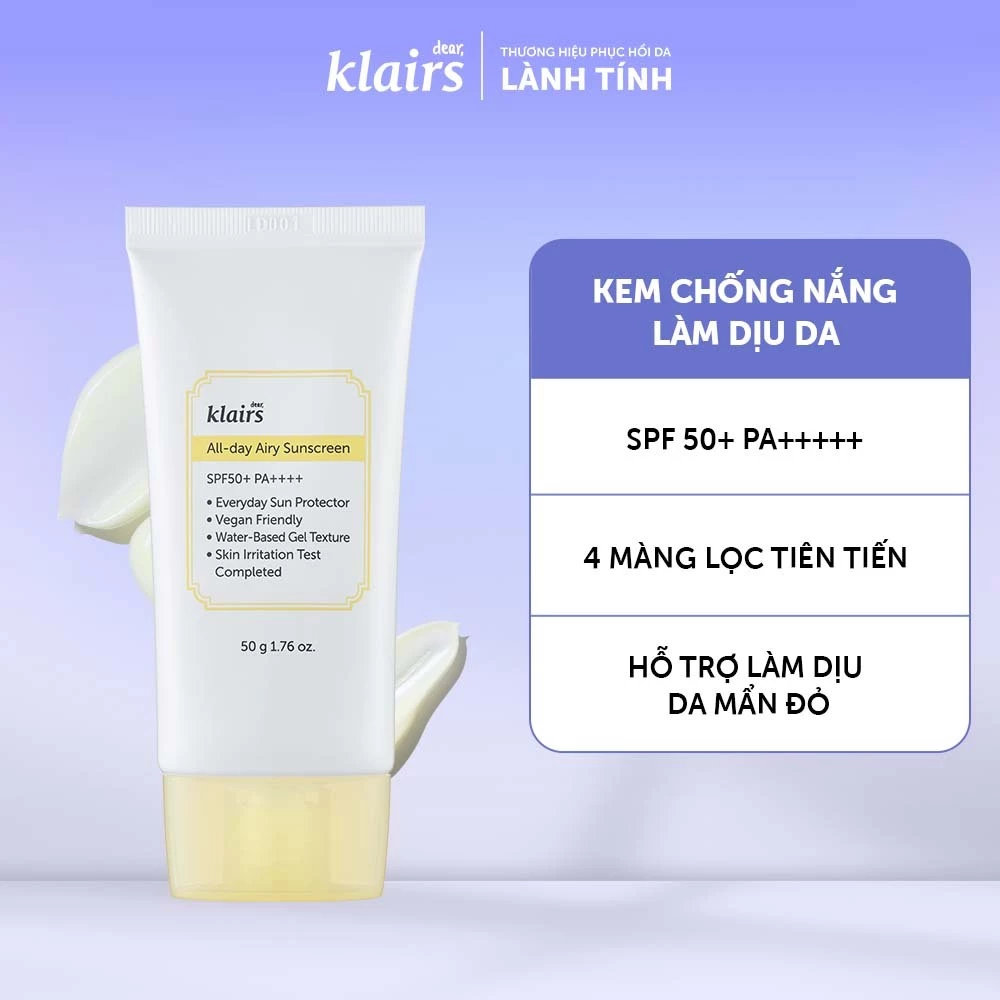 dear,
klairs
THƯƠNG HIỆU PHỤC HỒI DA
LÀNH TÍNH
KEM CHỐNG NẮNG
LÀM DỊU DA
SPF 50+ PA+++++
4 MÀNG LỌC TIÊN TIẾN
HỖ TRỢ LÀM DỊU
DA MẨN ĐỎ
dear,
klairs
All-day Airy Sunscreen
SPF50+ PA++++
• Everyday Sun Protector
• Vegan Friendly
• Water-Based Gel Texture
• Skin Irritation Test
Completed
50 g 1.76 oz.